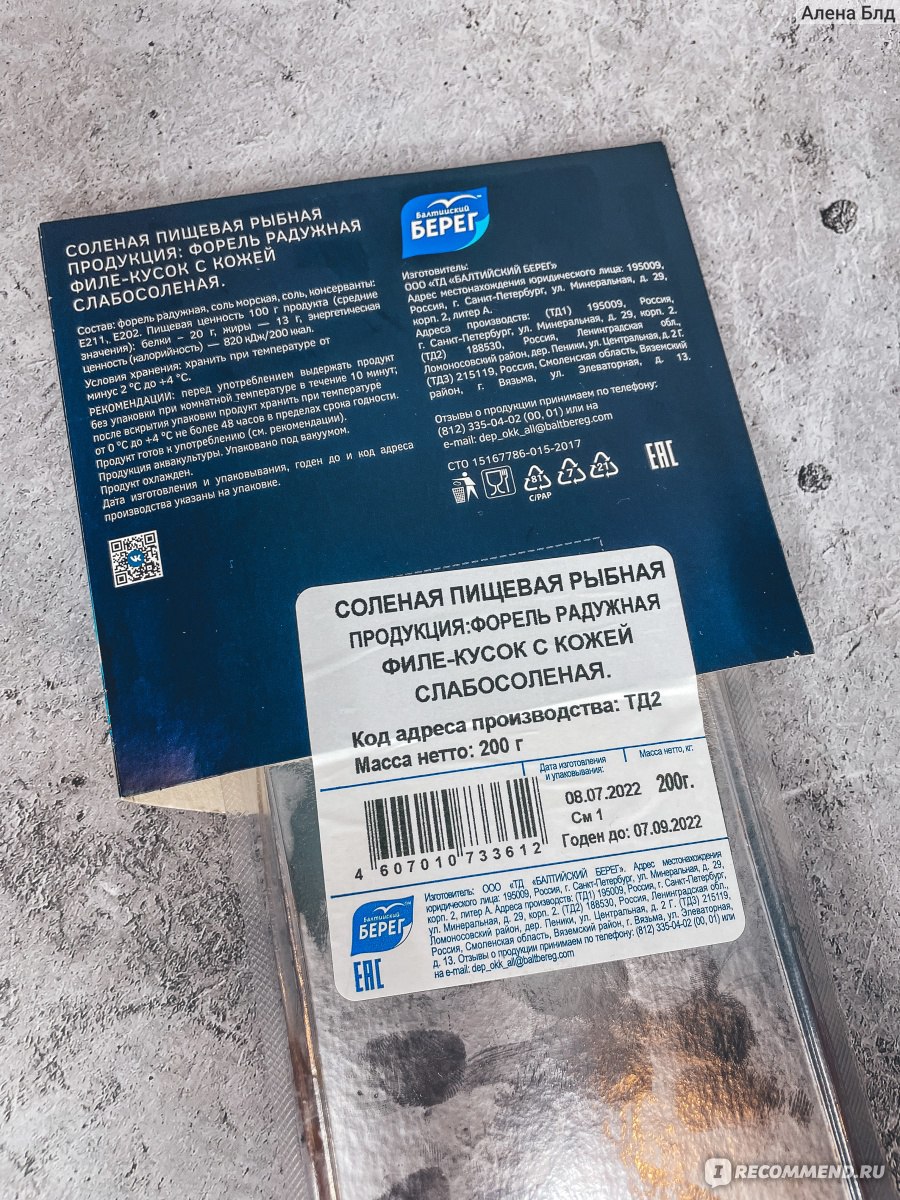 Алена Блд
СОЛЕНАЯ ПИЩЕВАЯ РЫБНАЯ
ПРОДУКЦИЯ: ФОРЕЛЬ РАДУЖНАЯ
ФИЛЕ-КУСОК С КОЖЕЙ
СЛАБОСОЛЕНАЯ.
Состав: форель радужная, соль морская, соль, консерванты:
Е211, Е202. Пищевая ценность 100 г продукта (средние
значения): белки – 20 г, жиры — 13 г, энергетическая
ценность (калорийность) — 820 кДж/200 ккал.
Условия хранения: хранить при температуре от
минус 2 °С до +4 °С.
РЕКОМЕНДАЦИИ: перед употреблением выдержать продукт
без упаковки при комнатной температуре в течение 10 минут;
после вскрытия упаковки продукт хранить при температуре
от 0 °С до +4 °С не более 48 часов в пределах срока годности.
Продукт готов к употреблению (см. рекомендации).
Продукция аквакультуры. Упаковано под вакуумом.
Продукт охлажден.
Дата изготовления и упаковывания, годен до и код адреса
производства указаны на упаковке.
Балтийский
БЕРЕГ
Изготовитель:
ООО «ТД «БАЛТИЙСКИЙ БЕРЕГ»
Адрес местонахождения юридического лица: 195009,
Россия, г. Санкт-Петербург, ул. Минеральная, д. 29,
корп. 2, литер А.
Адреса производств: (ТД1) 195009, Россия,
г. Санкт-Петербург, ул. Минеральная, д. 29, корп. 2.
(ТД2) 188530, Россия, Ленинградская обл.,
Ломоносовский район, дер. Пеники, ул. Центральная, д. 2 Г.
(ТД3) 215119, Россия, Смоленская область, Вяземский
район, г. Вязьма, ул. Элеваторная, д. 13.
Отзывы о продукции принимаем по телефону:
(812) 335-04-02 (00, 01) или на
e-mail: dep_okk_all@baltbereg.com
СТО 15167786-015-2017
81 7 21
C/PAP
EAC
СОЛЕНАЯ ПИЩЕВАЯ РЫБНАЯ
ПРОДУКЦИЯ:ФОРЕЛЬ РАДУЖНАЯ
ФИЛЕ-КУСОК С КОЖЕЙ
СЛАБОСОЛЕНАЯ.
Код адреса производства: ТД2
Масса нетто: 200 г
Дата изготовления
и упаковывания:
Масса нетто, кг:
08.07.2022 200г.
См 1
Годен до: 07.09.2022
4 607010 733612
Балтийский
БЕРЕГ
EAC
Изготовитель: ООО «ТД «БАЛТИЙСКИЙ БЕРЕГ». Адрес местонахождения
юридического лица: 195009, Россия, г. Санкт-Петербург, ул. Минеральная, д. 29,
корп. 2, литер А. Адреса производств: (ТД1) 195009, Россия, г. Санкт-Петербург,
ул. Минеральная, д. 29, корп. 2. (ТД2) 188530, Россия, Ленинградская обл.,
Ломоносовский район, дер. Пеники, ул. Центральная, д. 2 Г. (ТД3) 215119,
Россия, Смоленская область, Вяземский район, г. Вязьма, ул. Элеваторная,
д. 13. Отзывы о продукции принимаем по телефону: (812) 335-04-02 (00, 01) или
на e-mail: dep_okk_all@baltbereg.com
IRECOMMEND.RU